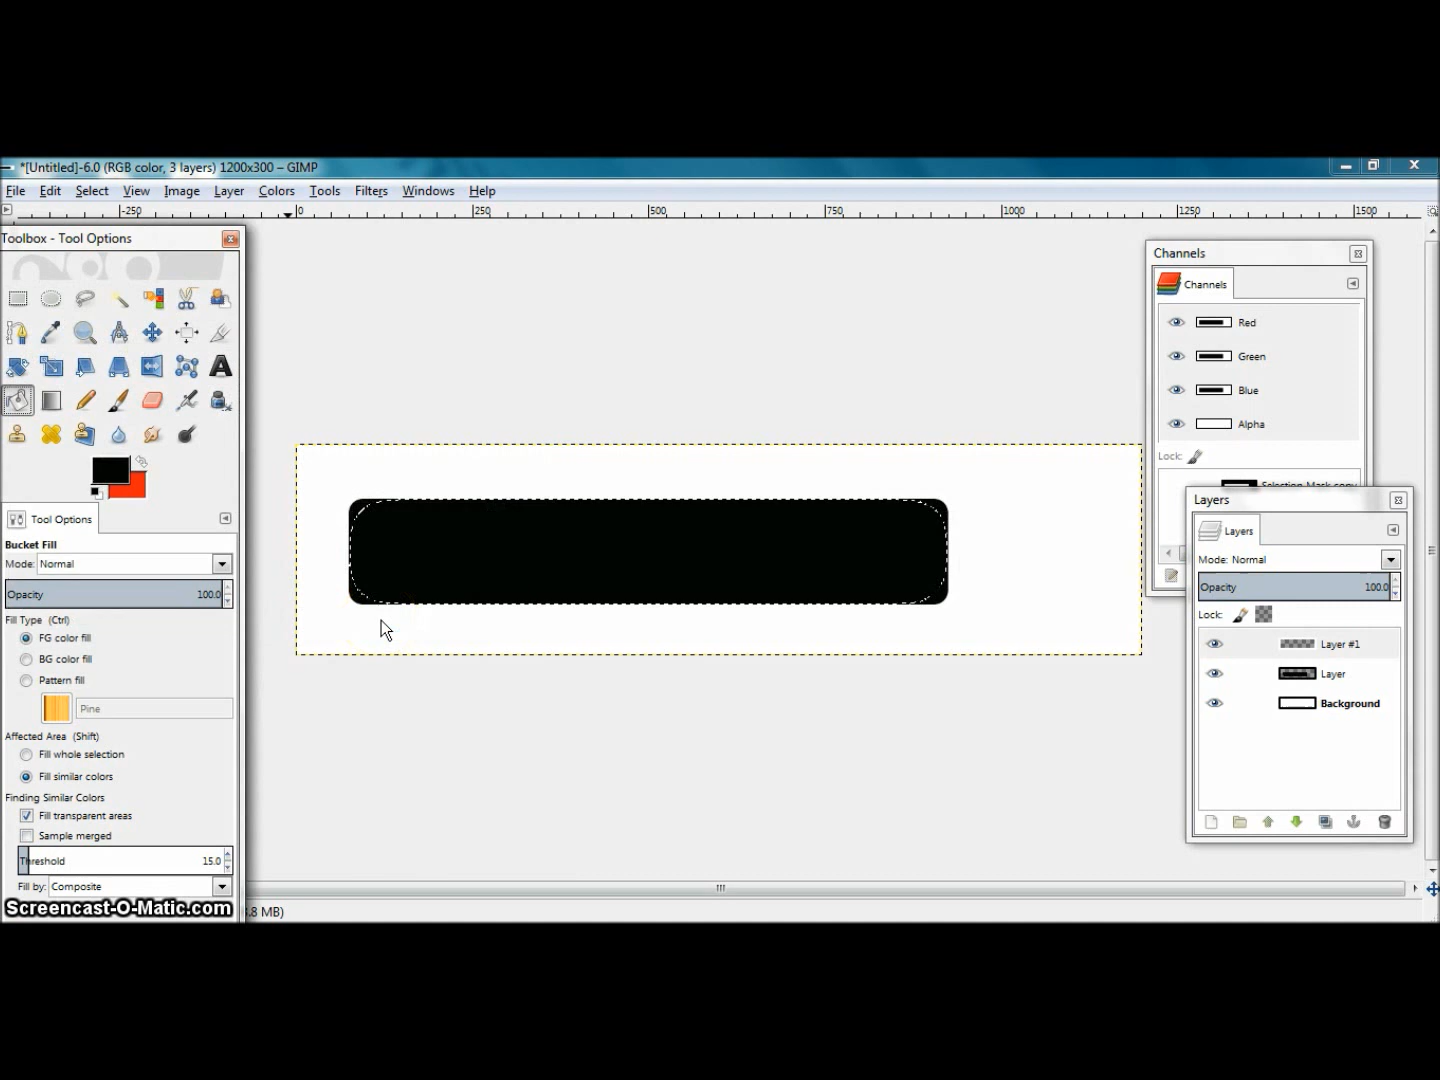 *[Untitled]-6.0 (RGB color, 3 layers) 1200x300 – GIMP
File Edit Select View Image Layer Colors Tools Filters Windows Help
-250 0 250 500 750 1000 1250 1500
Toolbox - Tool Options
Tool Options
Bucket Fill
Mode: Normal
Opacity 100.0
Fill Type (Ctrl)
FG color fill
BG color fill
Pattern fill
Pine
Affected Area (Shift)
Fill whole selection
Fill similar colors
Finding Similar Colors
Fill transparent areas
Sample merged
Threshold 15.0
Fill by: Composite
Screencast-O-Matic.com
.8 MB)
Channels
Channels
Red
Green
Blue
Alpha
Lock:
Selection Mask copy
Layers
Layers
Mode: Normal
Opacity 100.0
Lock:
Layer #1
Layer
Background